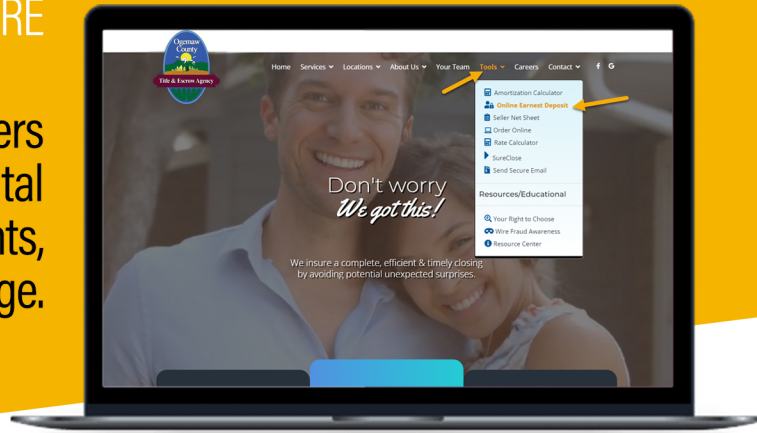 RE
ers
tal
nts,
ge.
Ogemaw
County
Title & Escrow Agency
Home Services Locations About Us Your Team Tools Careers Contact f G
Amortization Calculator
Online Earnest Deposit
Seller Net Sheet
Order Online
Rate Calculator
SureClose
Send Secure Email
Resources/Educational
Your Right to Choose
Wire Fraud Awareness
Resource Center
Don't worry
We got this!
We insure a complete, efficient & timely closing
by avoiding potential unexpected surprises.